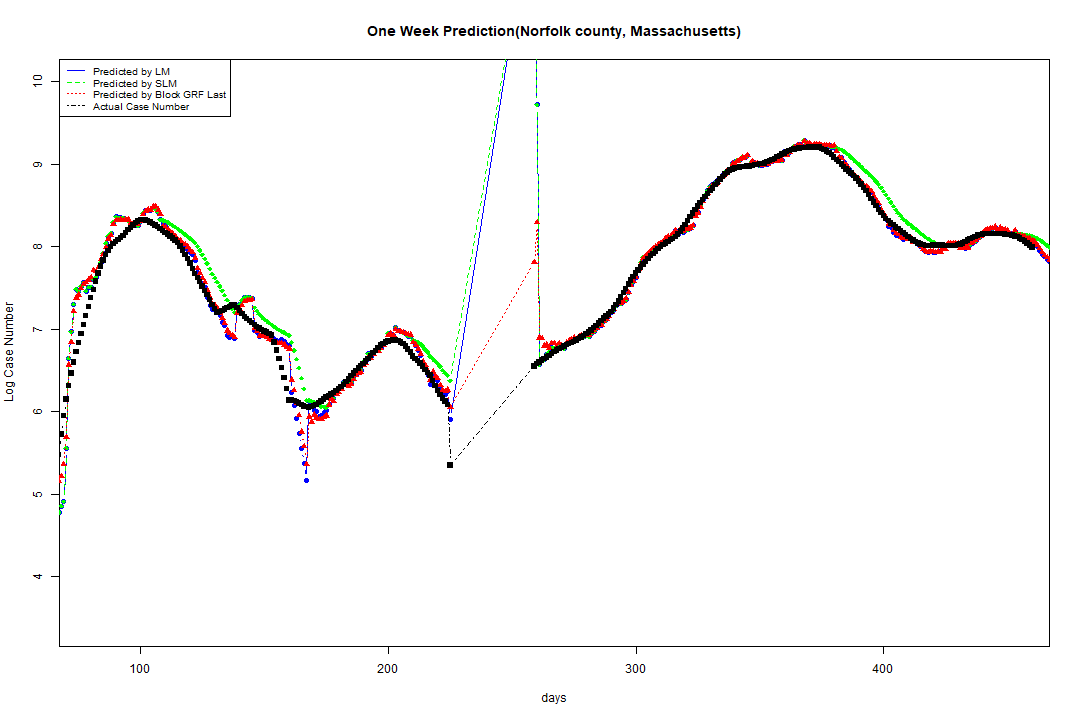 One Week Prediction(Norfolk county, Massachusetts)
Predicted by LM
Predicted by SLM
Predicted by Block GRF Last
Actual Case Number
10
9
8
7
6
5
4
Log Case Number
100 200 300 400
days